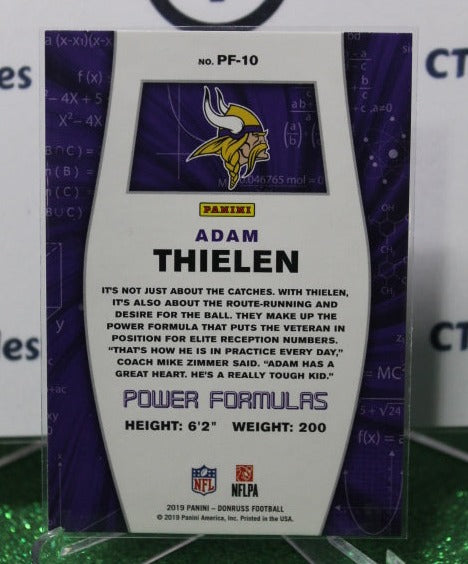 NO. PF-10
PANINI
ADAM
THIELEN
IT'S NOT JUST ABOUT THE CATCHES. WITH THIELEN,
IT'S ALSO ABOUT THE ROUTE-RUNNING AND
DESIRE FOR THE BALL. THEY MAKE UP THE
POWER FORMULA THAT PUTS THE VETERAN IN
POSITION FOR ELITE RECEPTION NUMBERS.
"THAT'S HOW HE IS IN PRACTICE EVERY DAY,"
COACH MIKE ZIMMER SAID. "ADAM HAS A
GREAT HEART. HE'S A REALLY TOUGH KID."
POWER FORMULAS
HEIGHT: 6'2" WEIGHT: 200
NFL
NFLPA
2019 PANINI – DONRUSS FOOTBALL
© 2019 Panini America, Inc. Printed in the USA.